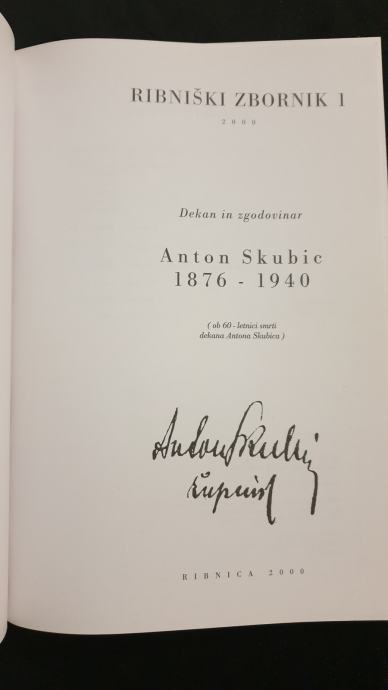 RIBNIŠKI ZBORNIK 1
2000
Dekan in zgodovinar
Anton Skubic
1876 - 1940
( ob 60 - letnici smrti
dekana Antona Skubica )
Anton Skubic
župnik
RIBNICA 2000